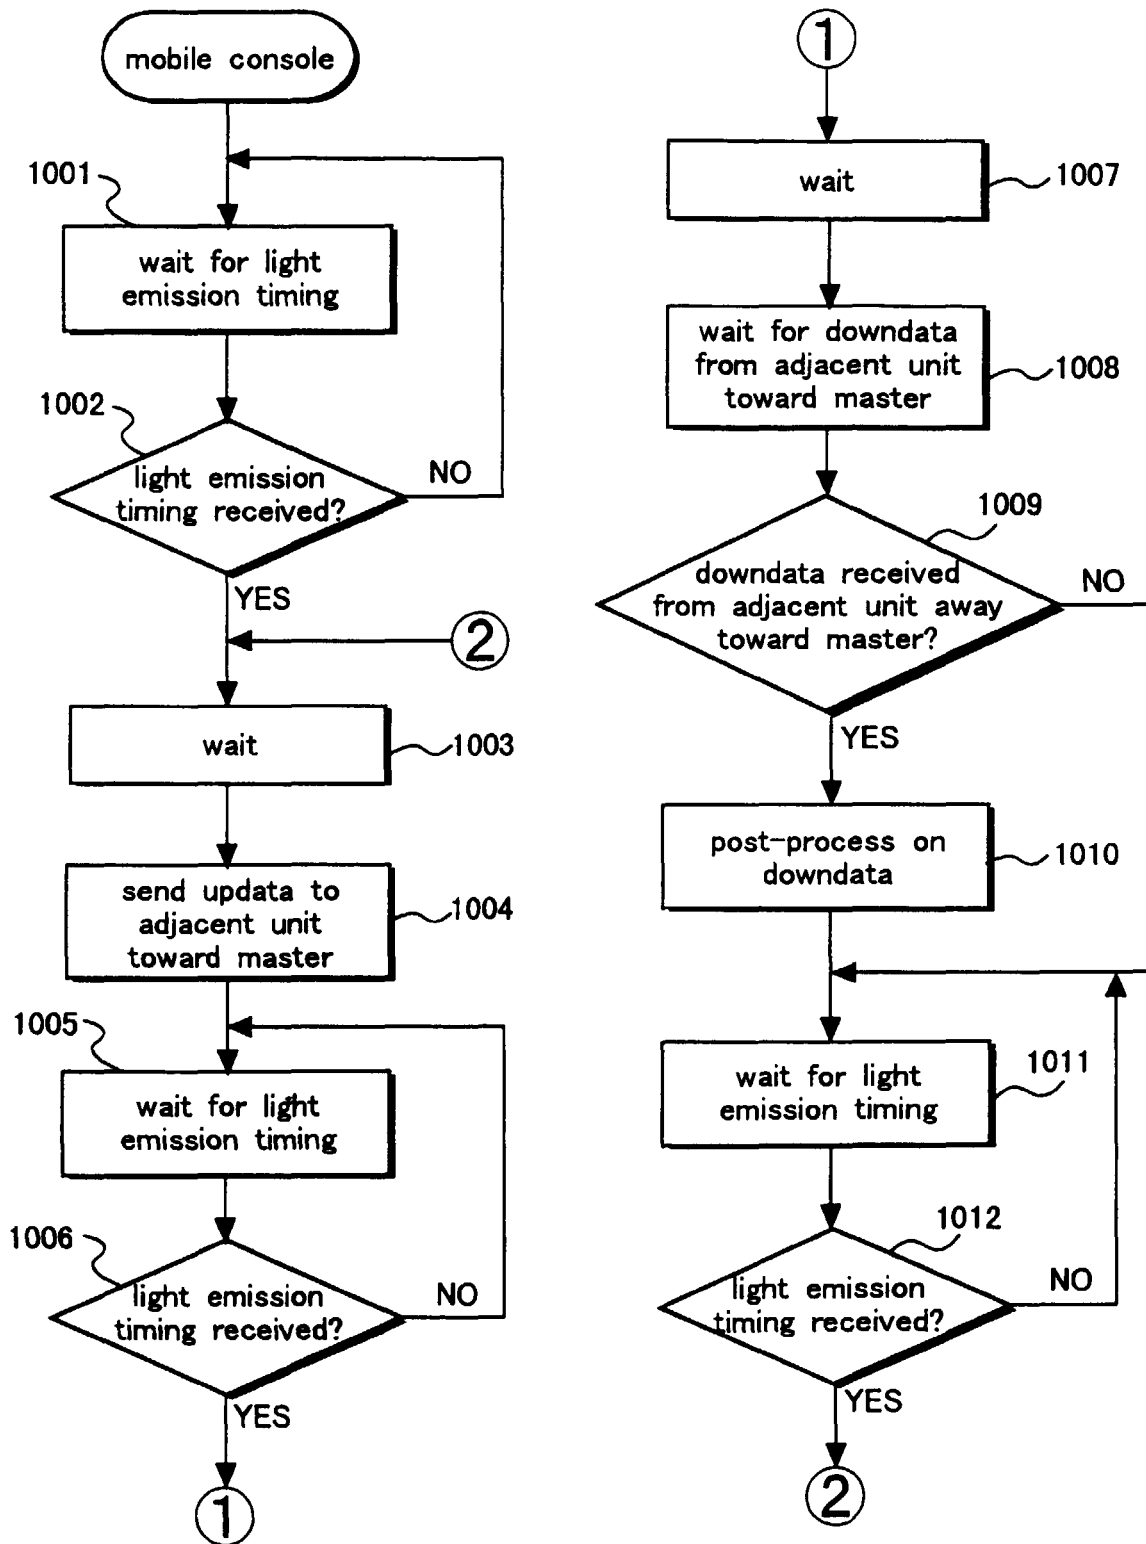 mobile console
1001
wait for light
emission timing
1002
light emission
timing received?
NO
YES
2
wait
1003
send updata to
adjacent unit
toward master
1004
1005
wait for light
emission timing
1006
light emission
timing received?
NO
YES
1
1
wait
1007
wait for downdata
from adjacent unit
toward master
1008
1009
downdata received
from adjacent unit away
toward master?
NO
YES
post-process on
downdata
1010
wait for light
emission timing
1011
1012
light emission
timing received?
NO
YES
2